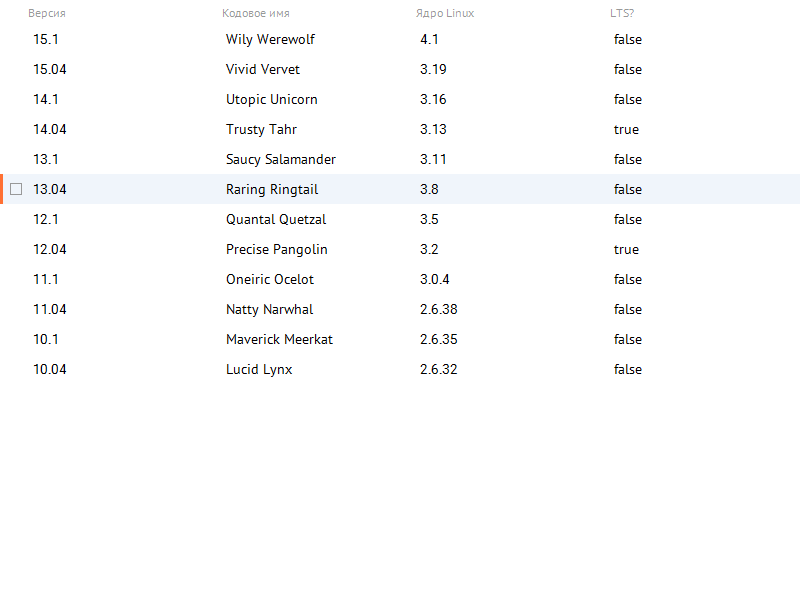 Версия Кодовое имя Ядро Linux LTS?
15.1 Wily Werewolf 4.1 false
15.04 Vivid Vervet 3.19 false
14.1 Utopic Unicorn 3.16 false
14.04 Trusty Tahr 3.13 true
13.1 Saucy Salamander 3.11 false
13.04 Raring Ringtail 3.8 false
12.1 Quantal Quetzal 3.5 false
12.04 Precise Pangolin 3.2 true
11.1 Oneiric Ocelot 3.0.4 false
11.04 Natty Narwhal 2.6.38 false
10.1 Maverick Meerkat 2.6.35 false
10.04 Lucid Lynx 2.6.32 false